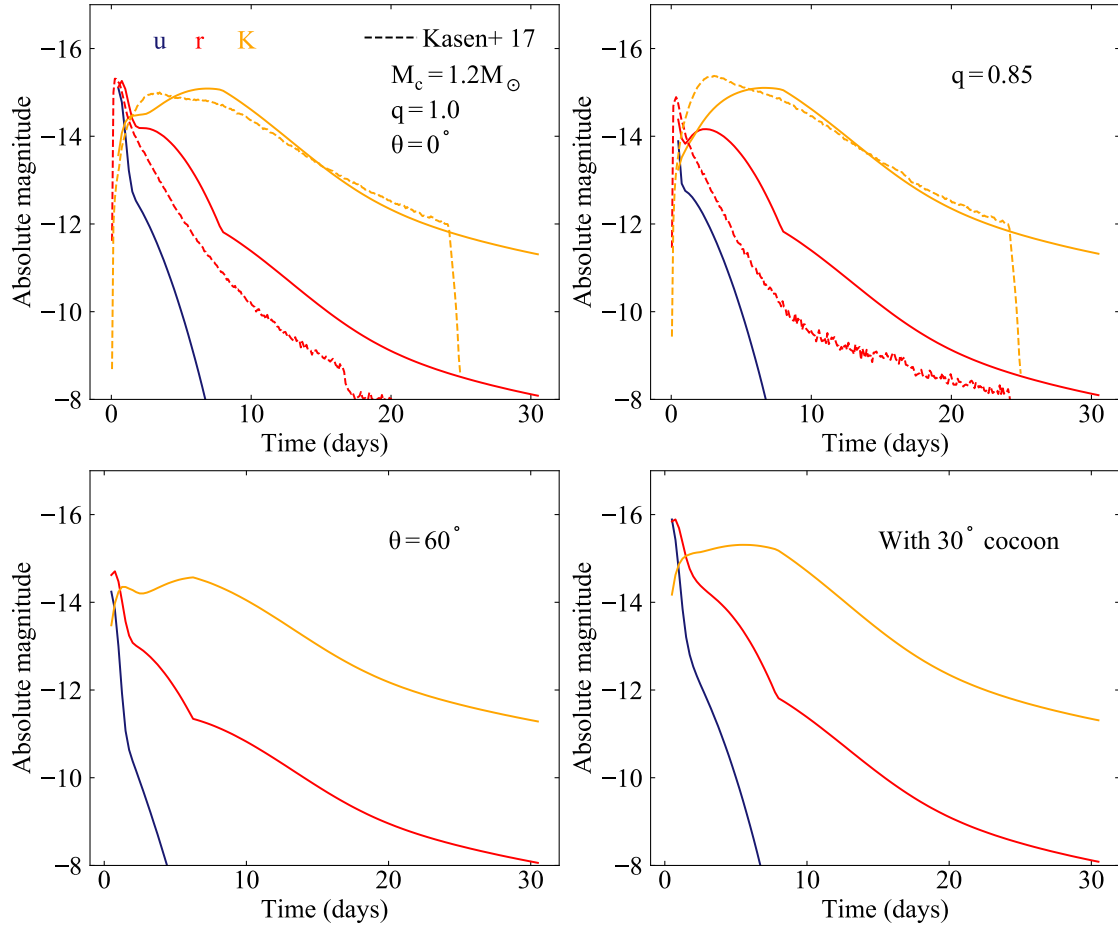 u r K
Kasen+ 17
M_c = 1.2M_⊙
q = 1.0
θ = 0°
−16
−14
−12
−10
−8
0 10 20 30
Time (days)
Absolute magnitude
q = 0.85
−16
−14
−12
−10
−8
0 10 20 30
Time (days)
Absolute magnitude
θ = 60°
−16
−14
−12
−10
−8
0 10 20 30
Time (days)
Absolute magnitude
With 30° cocoon
−16
−14
−12
−10
−8
0 10 20 30
Time (days)
Absolute magnitude